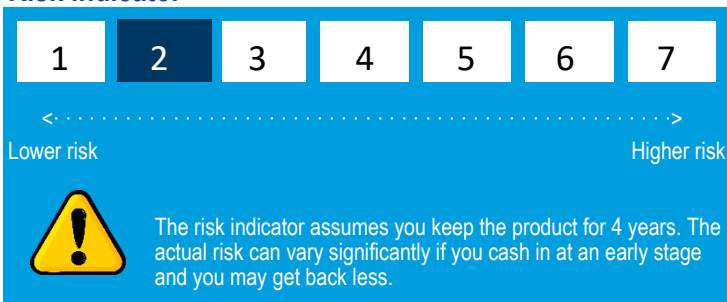 1 2 3 4 5 6 7
<· · · · · · · · · · · · · · · · · · · · · · · · · · · · · · · · · · · · · · · · · · · · · · · · · · · · · ·>
Lower risk Higher risk
The risk indicator assumes you keep the product for 4 years. The
actual risk can vary significantly if you cash in at an early stage
and you may get back less.